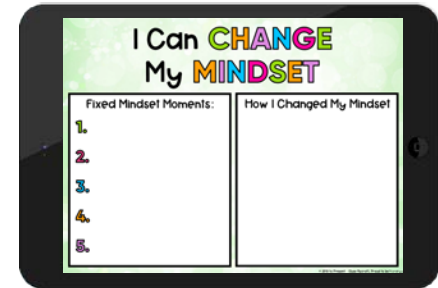 I Can CHANGE
My MINDSET
Fixed Mindset Moments:
How I Changed My Mindset
1.
2.
3.
4.
5.